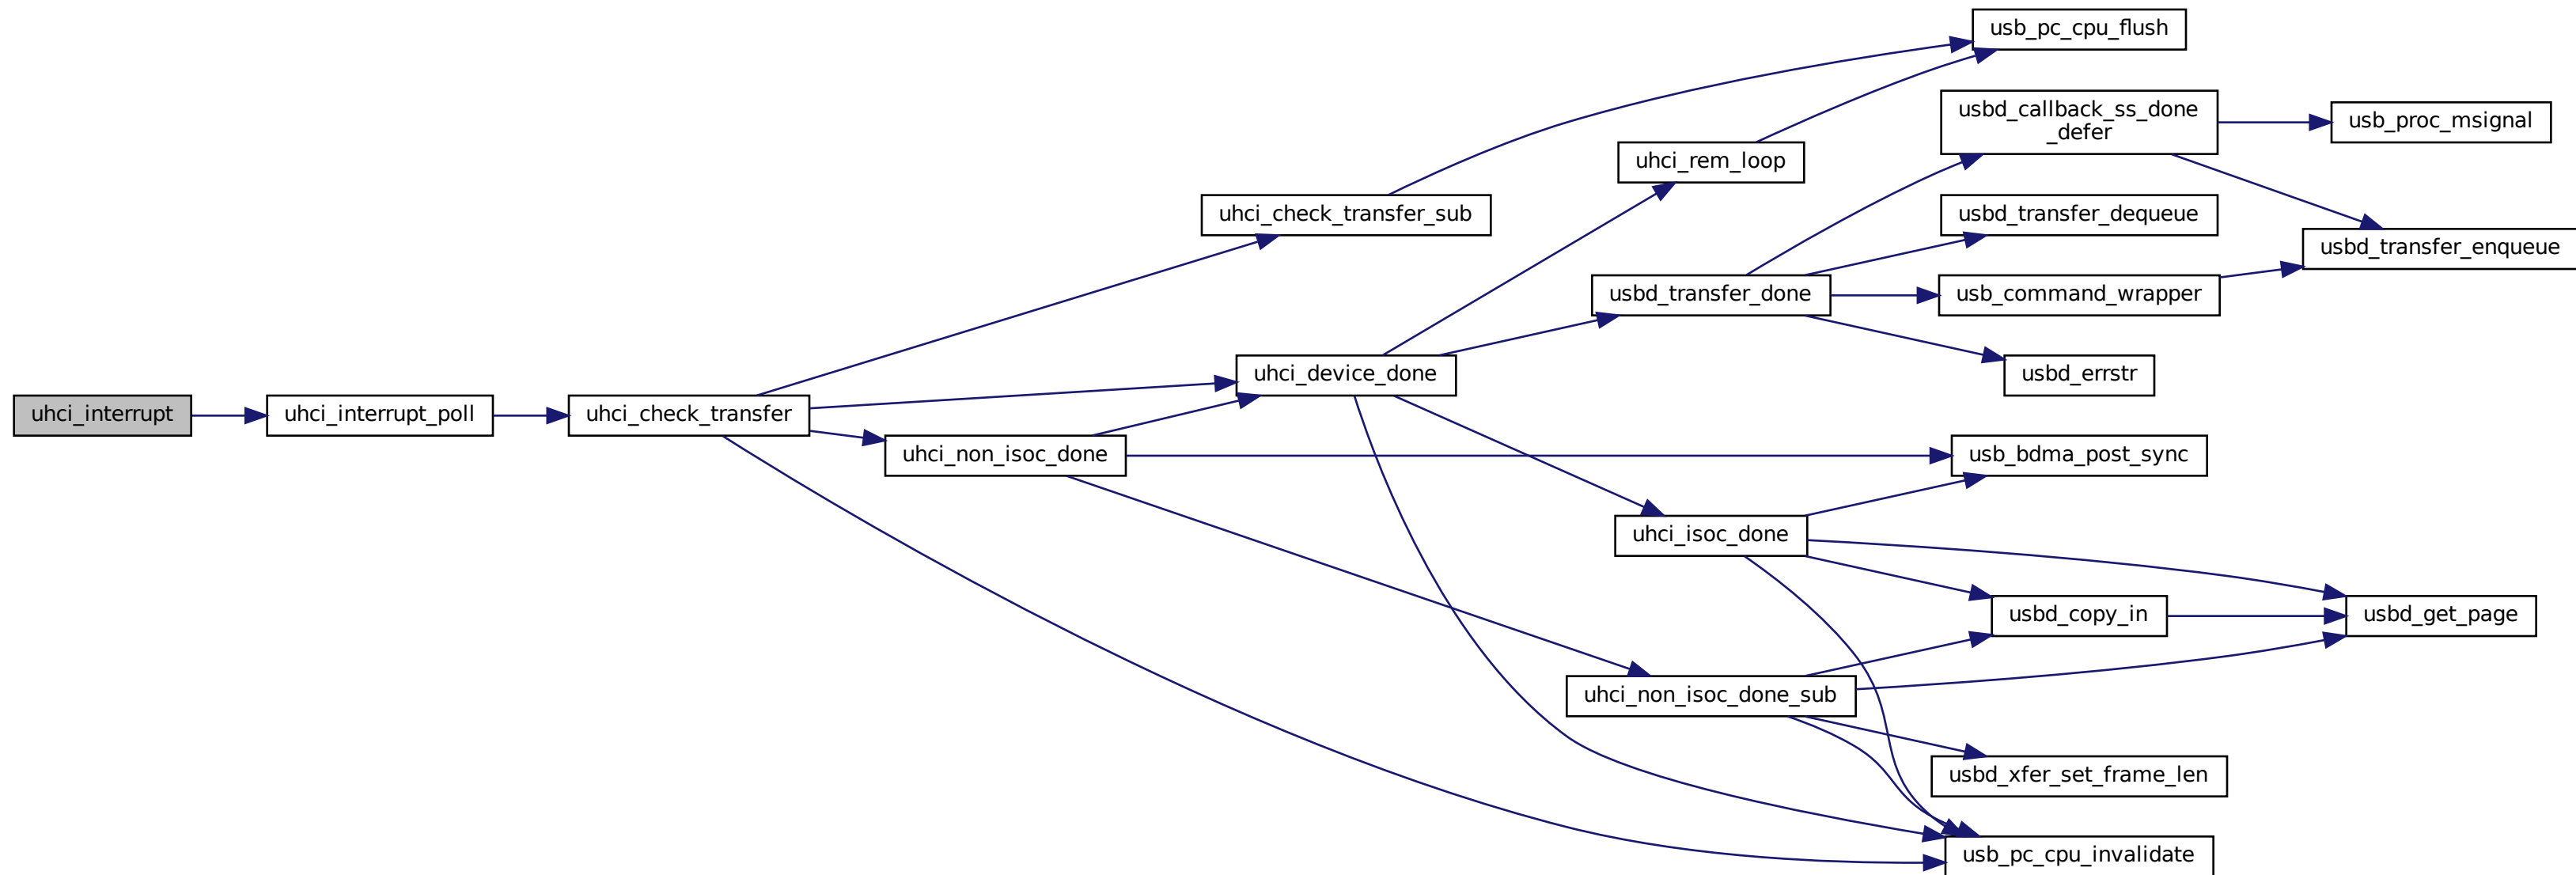 usb_pc_cpu_flush
usbd_callback_ss_done
_defer
usb_proc_msignal
uhci_rem_loop
uhci_check_transfer_sub
usbd_transfer_dequeue
usbd_transfer_enqueue
usbd_transfer_done
usb_command_wrapper
uhci_device_done
usbd_errstr
uhci_interrupt
uhci_interrupt_poll
uhci_check_transfer
uhci_non_isoc_done
usb_bdma_post_sync
uhci_isoc_done
usbd_copy_in
usbd_get_page
uhci_non_isoc_done_sub
usbd_xfer_set_frame_len
usb_pc_cpu_invalidate